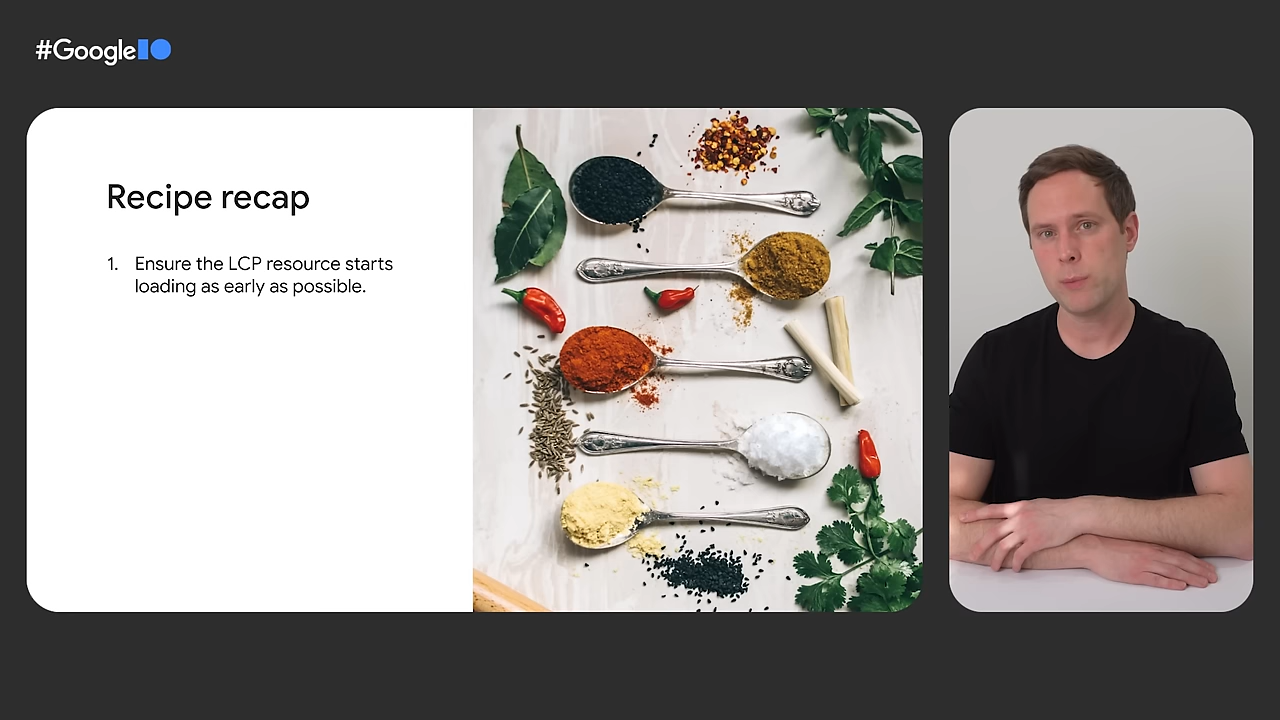 #GoogleIO
Recipe recap
1. Ensure the LCP resource starts
loading as early as possible.